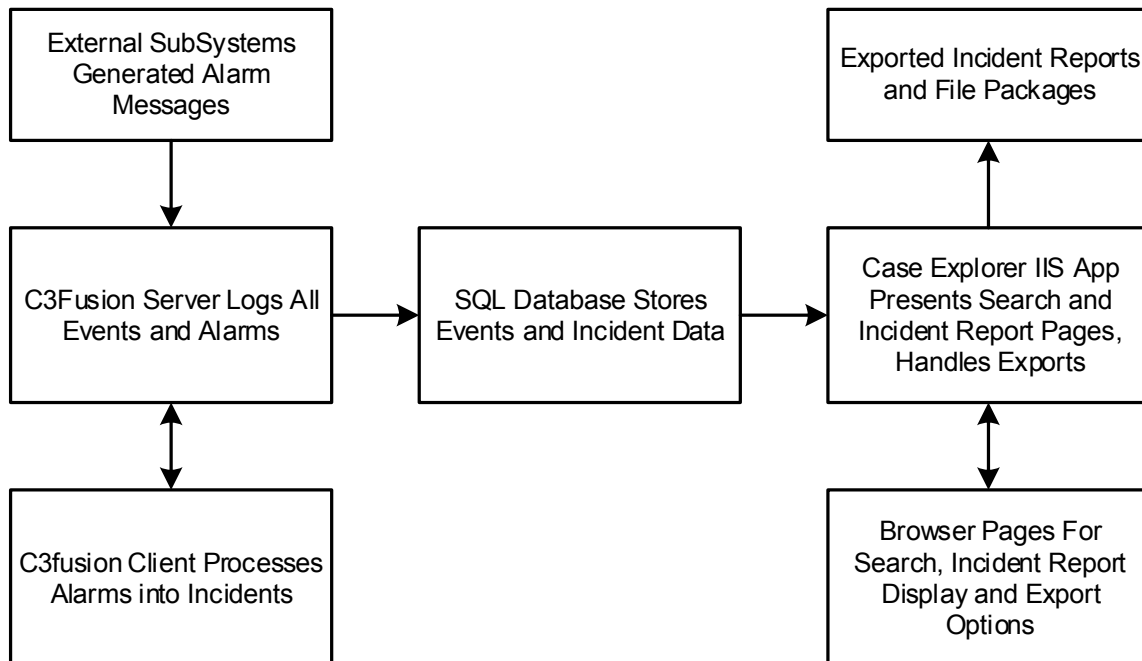 External SubSystems
Generated Alarm
Messages
Exported Incident Reports
and File Packages
C3Fusion Server Logs All
Events and Alarms
SQL Database Stores
Events and Incident Data
Case Explorer IIS App
Presents Search and
Incident Report Pages,
Handles Exports
C3fusion Client Processes
Alarms into Incidents
Browser Pages For
Search, Incident Report
Display and Export
Options